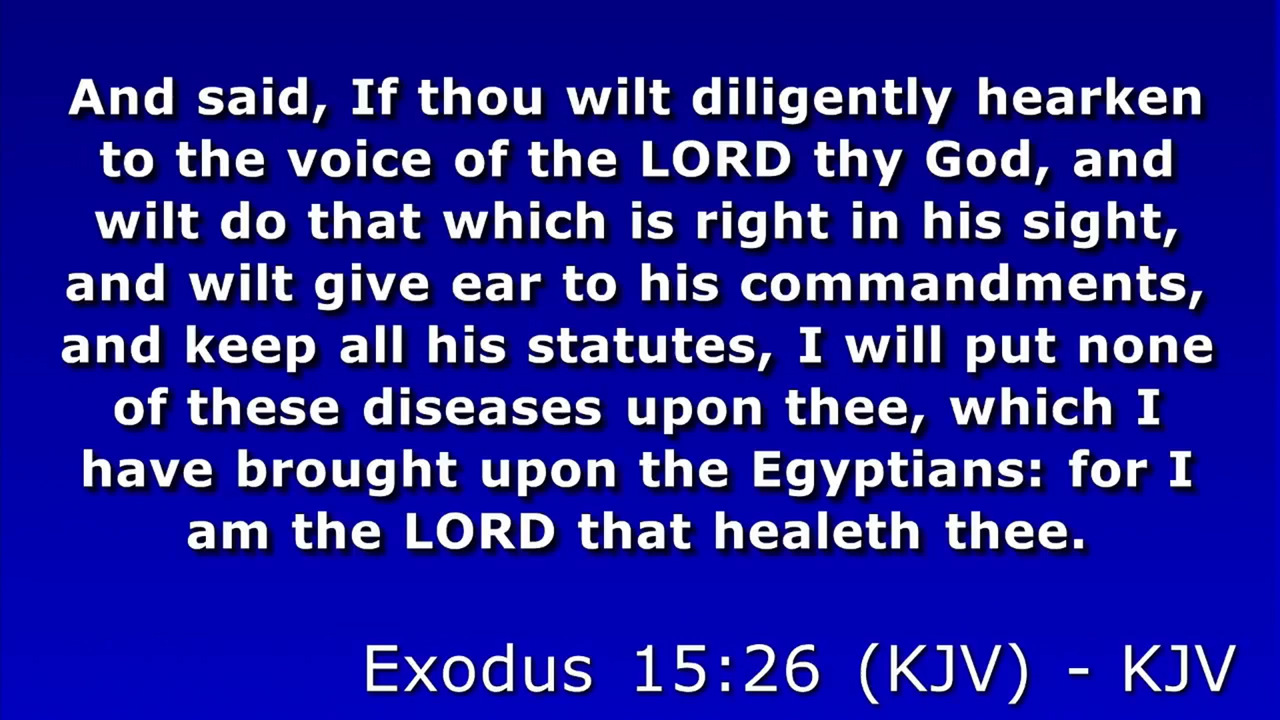 And said, If thou wilt diligently hearken
to the voice of the LORD thy God, and
wilt do that which is right in his sight,
and wilt give ear to his commandments,
and keep all his statutes, I will put none
of these diseases upon thee, which I
have brought upon the Egyptians: for I
am the LORD that healeth thee.
Exodus 15:26 (KJV) - KJV